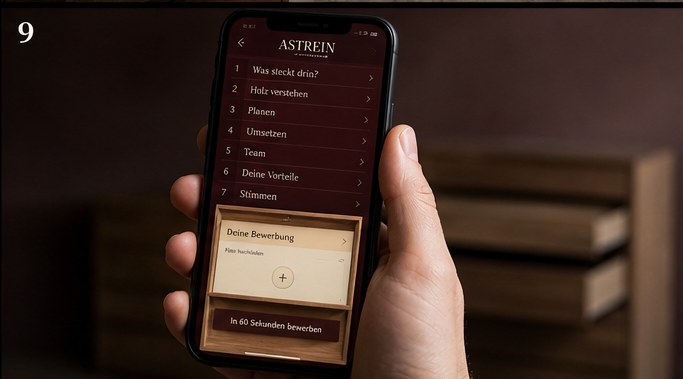 9
ASTREIN
1 Was steckt drin?
2 Holz verstehen
3 Planen
4 Umsetzen
5 Team
6 Deine Vorteile
7 Stimmen
Deine Bewerbung
+
In 60 Sekunden bewerben